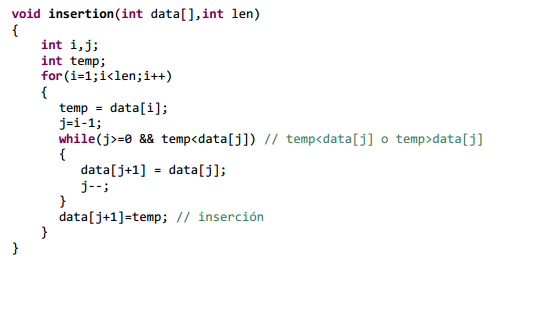 void insertion(int data[],int len)
{
    int i,j;
    int temp;
    for(i=1;i<len;i++)
    {
      temp = data[i];
      j=i-1;
      while(j>=0 && temp<data[j]) // temp<data[j] o temp>data[j]
      {
         data[j+1] = data[j];
         j--;
      }
      data[j+1]=temp; // inserción
    }
}